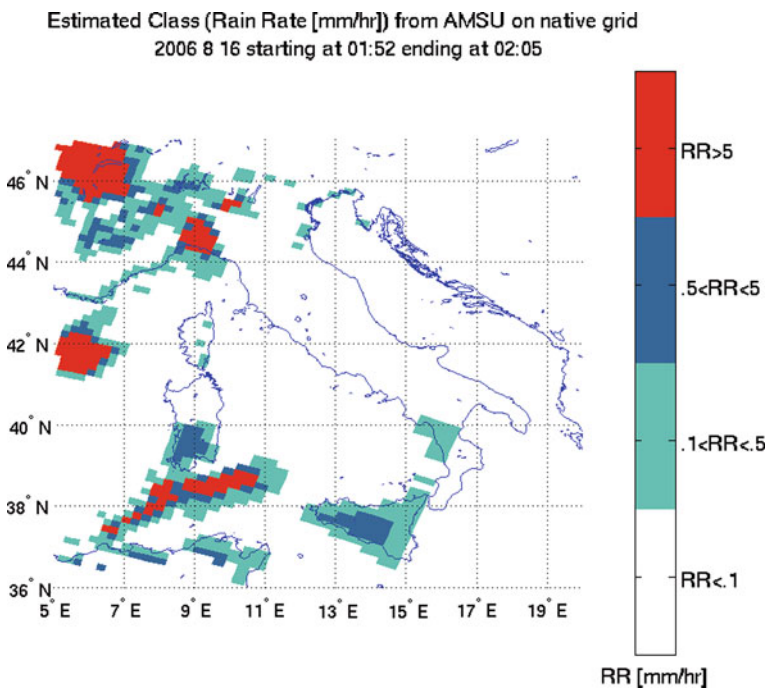 Estimated Class (Rain Rate [mm/hr]) from AMSU on native grid
2006 8 16 starting at 01:52 ending at 02:05
46° N
44° N
42° N
40° N
38° N
36° N
5° E 7° E 9° E 11° E 13° E 15° E 17° E 19° E
RR>5
.5<RR<5
.1<RR<.5
RR<.1
RR [mm/hr]